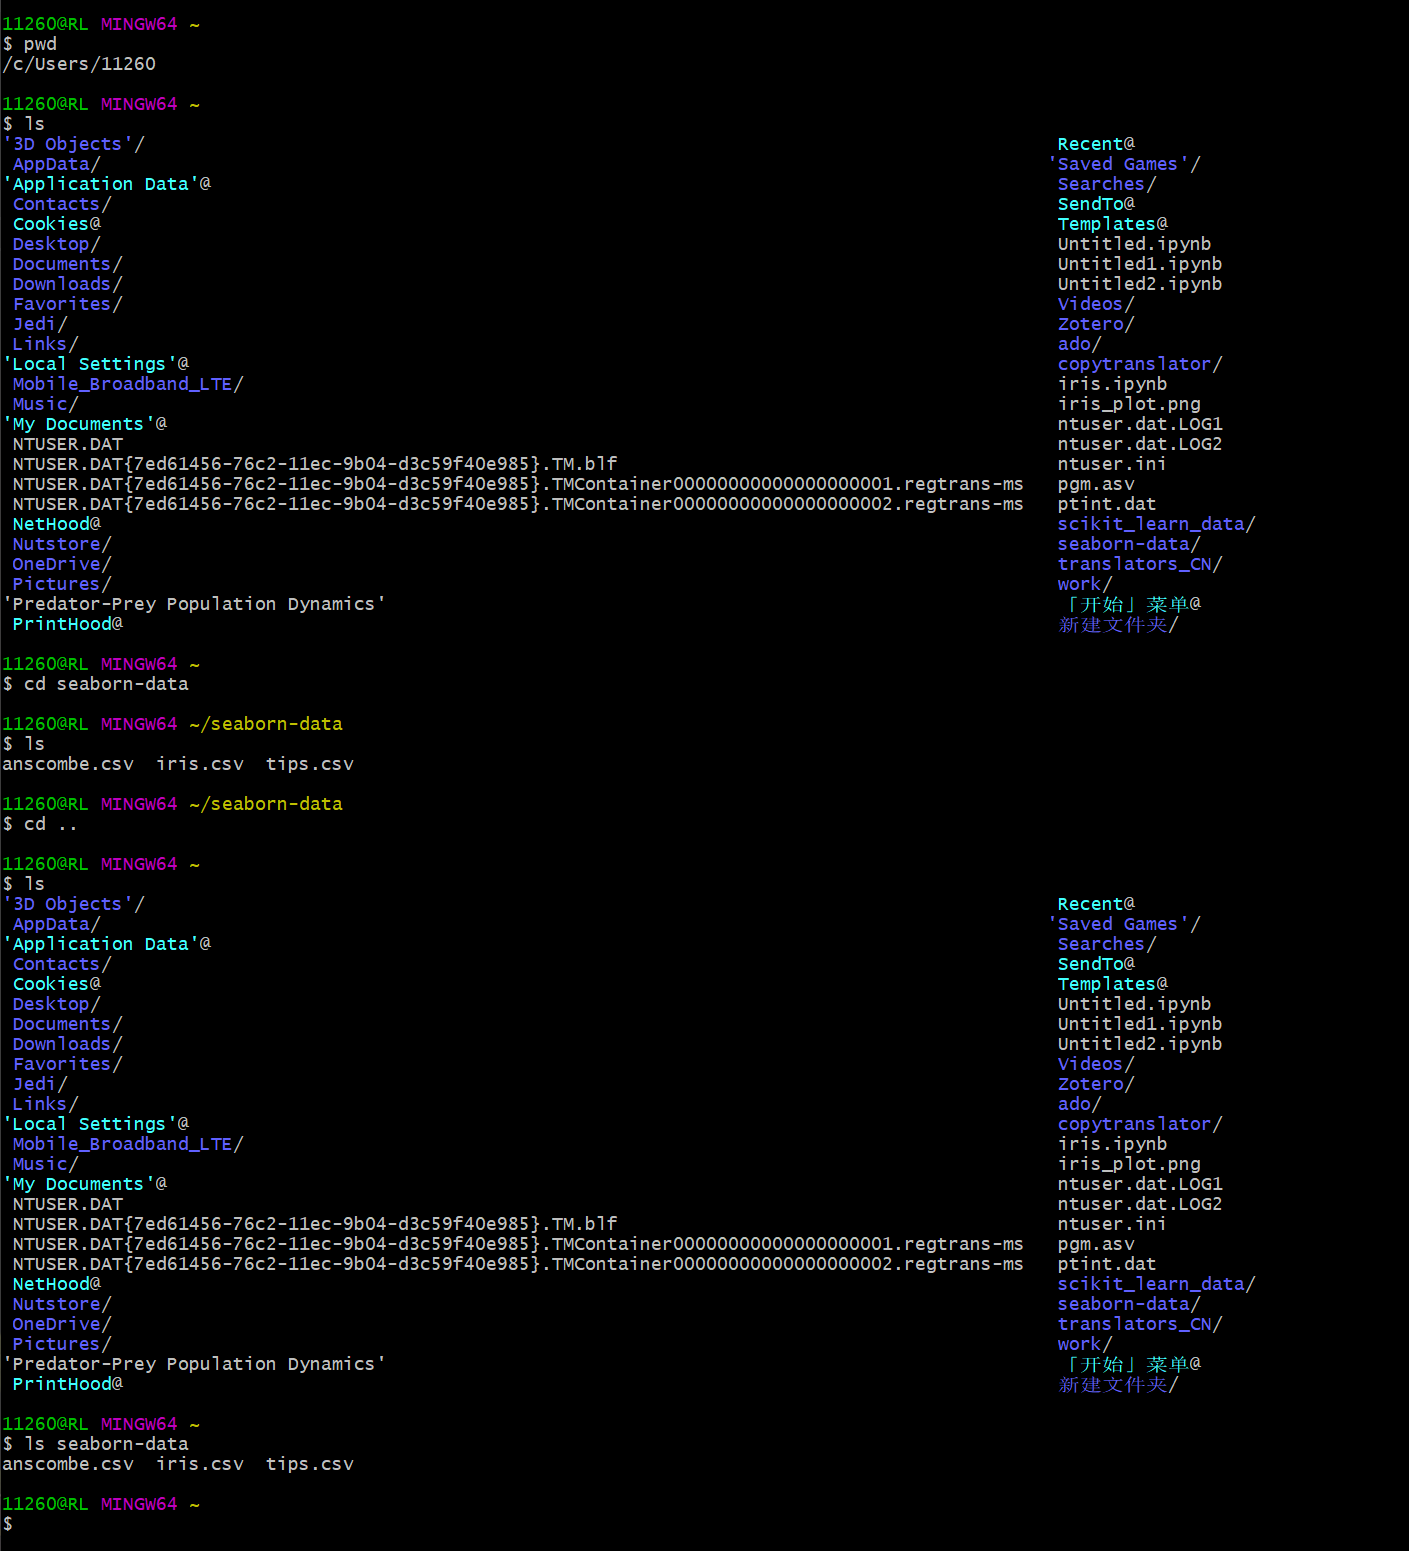 11260@RL MINGW64 ~
$ pwd
/c/Users/11260

11260@RL MINGW64 ~
$ ls
'3D Objects'/ Recent@
AppData/ 'Saved Games'/
'Application Data'@ Searches/
Contacts/ SendTo@
Cookies@ Templates@
Desktop/ Untitled.ipynb
Documents/ Untitled1.ipynb
Downloads/ Untitled2.ipynb
Favorites/ Videos/
Jedi/ Zotero/
Links/ ado/
'Local Settings'@ copytranslator/
Mobile_Broadband_LTE/ iris.ipynb
Music/ iris_plot.png
'My Documents'@ ntuser.dat.LOG1
NTUSER.DAT ntuser.dat.LOG2
NTUSER.DAT{7ed61456-76c2-11ec-9b04-d3c59f40e985}.TM.blf ntuser.ini
NTUSER.DAT{7ed61456-76c2-11ec-9b04-d3c59f40e985}.TMContainer00000000000000000001.regtrans-ms pgm.asv
NTUSER.DAT{7ed61456-76c2-11ec-9b04-d3c59f40e985}.TMContainer00000000000000000002.regtrans-ms ptint.dat
NetHood@ scikit_learn_data/
Nutstore/ seaborn-data/
OneDrive/ translators_CN/
Pictures/ work/
'Predator-Prey Population Dynamics' 「开始」菜单@
PrintHood@ 新建文件夹/

11260@RL MINGW64 ~
$ cd seaborn-data

11260@RL MINGW64 ~/seaborn-data
$ ls
anscombe.csv iris.csv tips.csv

11260@RL MINGW64 ~/seaborn-data
$ cd ..

11260@RL MINGW64 ~
$ ls
'3D Objects'/ Recent@
AppData/ 'Saved Games'/
'Application Data'@ Searches/
Contacts/ SendTo@
Cookies@ Templates@
Desktop/ Untitled.ipynb
Documents/ Untitled1.ipynb
Downloads/ Untitled2.ipynb
Favorites/ Videos/
Jedi/ Zotero/
Links/ ado/
'Local Settings'@ copytranslator/
Mobile_Broadband_LTE/ iris.ipynb
Music/ iris_plot.png
'My Documents'@ ntuser.dat.LOG1
NTUSER.DAT ntuser.dat.LOG2
NTUSER.DAT{7ed61456-76c2-11ec-9b04-d3c59f40e985}.TM.blf ntuser.ini
NTUSER.DAT{7ed61456-76c2-11ec-9b04-d3c59f40e985}.TMContainer00000000000000000001.regtrans-ms pgm.asv
NTUSER.DAT{7ed61456-76c2-11ec-9b04-d3c59f40e985}.TMContainer00000000000000000002.regtrans-ms ptint.dat
NetHood@ scikit_learn_data/
Nutstore/ seaborn-data/
OneDrive/ translators_CN/
Pictures/ work/
'Predator-Prey Population Dynamics' 「开始」菜单@
PrintHood@ 新建文件夹/

11260@RL MINGW64 ~
$ ls seaborn-data
anscombe.csv iris.csv tips.csv

11260@RL MINGW64 ~
$